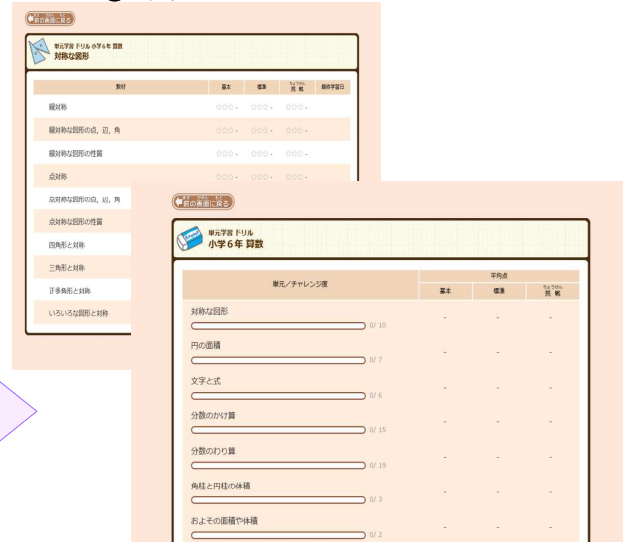 前の画面に戻る
単元学習 ドリル 小学6年 算数
対称な図形
教材 基本 標準 挑戦 最終学習日
線対称 ☆☆☆- ☆☆☆- ☆☆☆-
線対称な図形の点, 辺, 角 ☆☆☆- ☆☆☆- ☆☆☆-
線対称な図形の性質 ☆☆☆- ☆☆☆- ☆☆☆-
点対称 ☆☆☆- ☆☆☆- ☆☆☆-
点対称な図形の点, 辺, 角
点対称な図形の性質
四角形と対称
三角形と対称
正多角形と対称
いろいろな図形と対称
前の画面に戻る
単元学習 ドリル
小学6年 算数
単元/チャレンジ度 平均点
基本 標準 挑戦
対称な図形
0/ 10 - - -
円の面積
0/ 7 - - -
文字と式
0/ 6 - - -
分数のかけ算
0/ 15 - - -
分数のわり算
0/ 19 - - -
角柱と円柱の体積
0/ 3 - - -
およその面積や体積
0/ 2 - - -